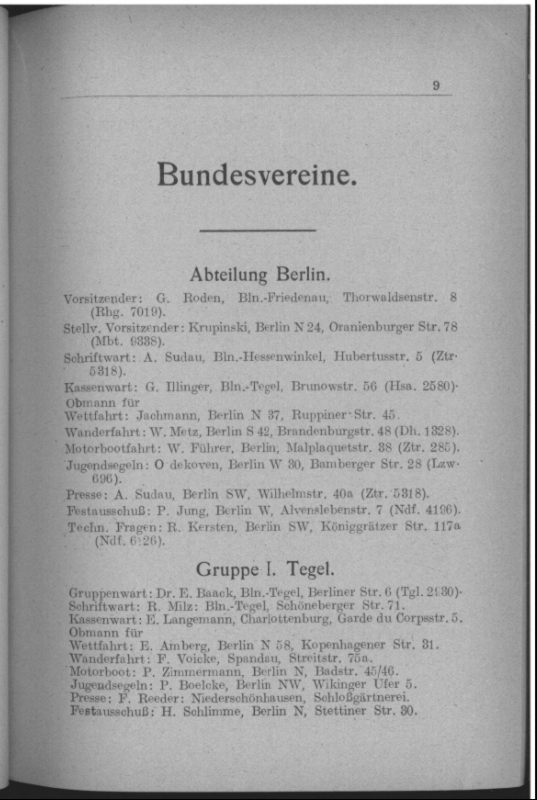 9
Bundesvereine.
Abteilung Berlin.
Vorsitzender: G. Roden, Bln.-Friedenau, Thorwaldsenstr. 8
(Rhg. 7019).
Stellv. Vorsitzender: Krupinski, Berlin N 24, Oranienburger Str. 78
(Mbt. 9338).
Schriftwart: A. Sudau, Bln.-Hessenwinkel, Hubertusstr. 5 (Ztr-
5318).
Kassenwart: G. Illinger, Bln.-Tegel, Brunowstr. 56 (Hsa. 2580).
Obmann für
Wettfahrt: Jachmann, Berlin N 37, Ruppiner Str. 45.
Wanderfahrt: W. Metz, Berlin S 42, Brandenburgstr. 48 (Dh. 1328).
Motorbootfahrt: W. Führer, Berlin, Malplaquetstr. 38 (Ztr. 285).
Jugendsegeln: O dekoven, Berlin W 30, Bamberger Str. 28 (Lzw-
696).
Presse: A. Sudau, Berlin SW, Wilhelmstr. 40a (Ztr. 5318).
Festausschuß: P. Jung, Berlin W, Alvenslebenstr. 7 (Ndf. 4196).
Techn. Fragen: R. Kersten, Berlin SW, Königgrätzer Str. 117a
(Ndf.
Gruppe I. Tegel.
Gruppenwart: Dr. E. Baack, Bln.-Tegel, Berliner Str. 6 (Tgl.
Schriftwart: R. Milz: Bln.-Tegel, Schöneberger Str. 71.
Kassenwart: E. Langemann, Charlottenburg, Garde du Corpsstr. 5.
Obmann für
Wettfahrt: E. Amberg, Berlin N 58, Kopenhagener Str. 31.
Wanderfahrt: F. Voicke, Spandau, Streitstr. 75a.
Motorboot: P. Zimmermann, Berlin N, Badstr. 45/46.
Jugendsegeln: P. Boelcke, Berlin NW, Wikinger Ufer 5.
Presse: F. Reeder: Niederschönhausen, Schloßgärtnerei.
Festausschuß: H. Schlimme, Berlin N, Stettiner Str. 30.